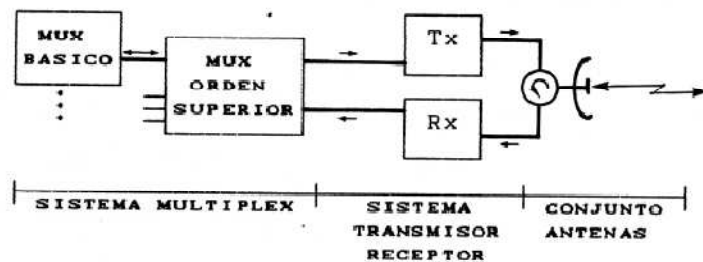 MUX
BASICO
MUX
ORDEN
SUPERIOR
Tx
Rx
SISTEMA MULTIPLEX
SISTEMA
TRANSMISOR
RECEPTOR
CONJUNTO
ANTENAS